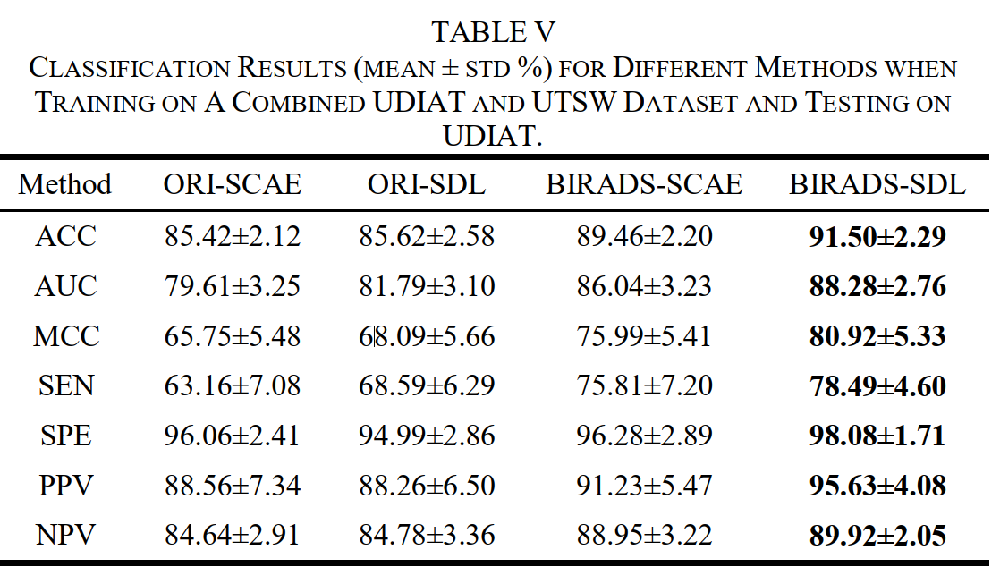 TABLE V
CLASSIFICATION RESULTS (MEAN ± STD %) FOR DIFFERENT METHODS WHEN
TRAINING ON A COMBINED UDIAT AND UTSW DATASET AND TESTING ON
UDIAT.
Method ORI-SCAE ORI-SDL BIRADS-SCAE BIRADS-SDL
ACC 85.42±2.12 85.62±2.58 89.46±2.20 91.50±2.29
AUC 79.61±3.25 81.79±3.10 86.04±3.23 88.28±2.76
MCC 65.75±5.48 68.09±5.66 75.99±5.41 80.92±5.33
SEN 63.16±7.08 68.59±6.29 75.81±7.20 78.49±4.60
SPE 96.06±2.41 94.99±2.86 96.28±2.89 98.08±1.71
PPV 88.56±7.34 88.26±6.50 91.23±5.47 95.63±4.08
NPV 84.64±2.91 84.78±3.36 88.95±3.22 89.92±2.05